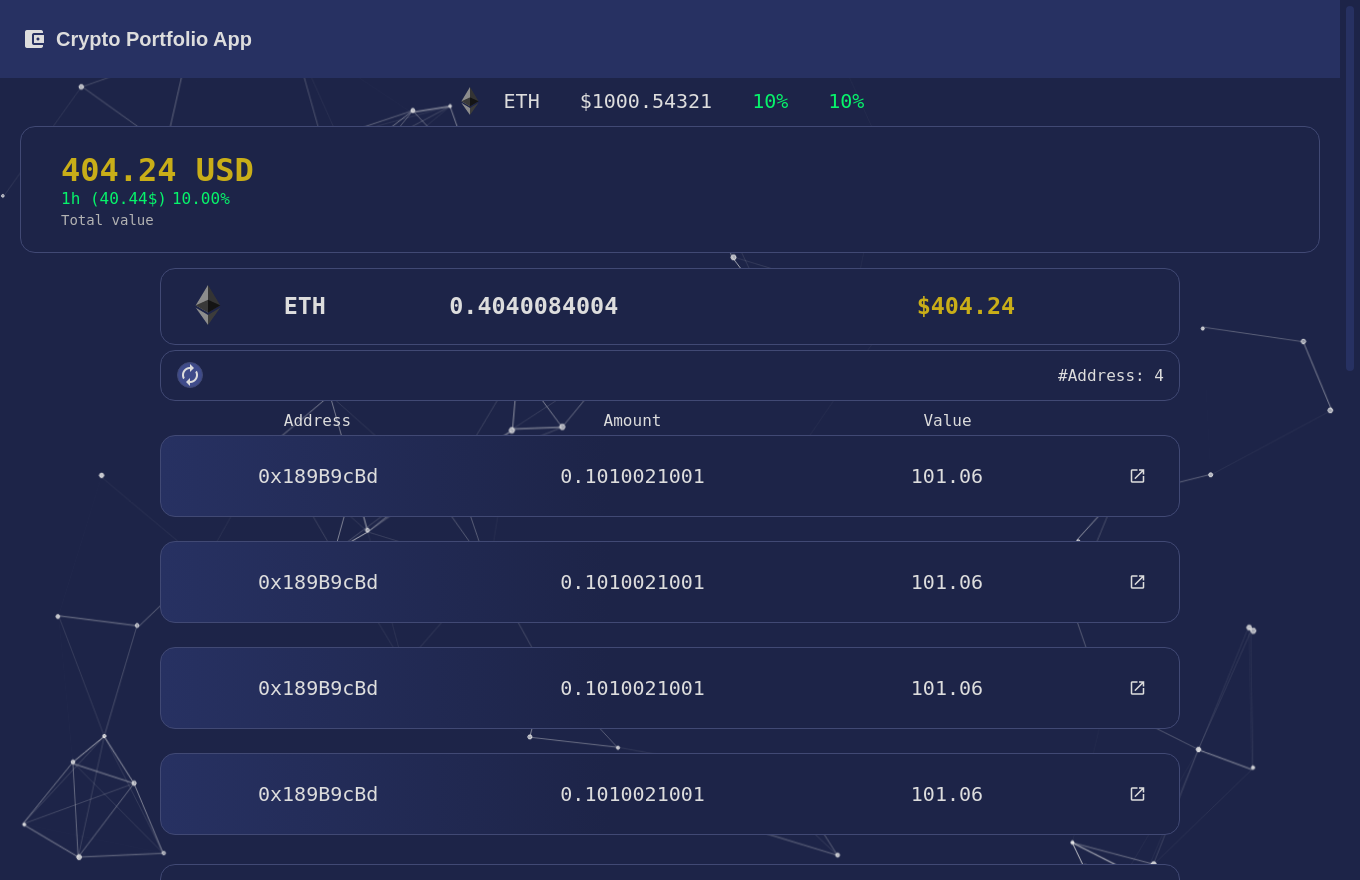 Crypto Portfolio App
ETH $1000.54321 10% 10%
404.24 USD
1h (40.44$) 10.00%
Total value
ETH 0.4040084004 $404.24
#Address: 4
Address Amount Value
0x189B9cBd 0.1010021001 101.06
0x189B9cBd 0.1010021001 101.06
0x189B9cBd 0.1010021001 101.06
0x189B9cBd 0.1010021001 101.06